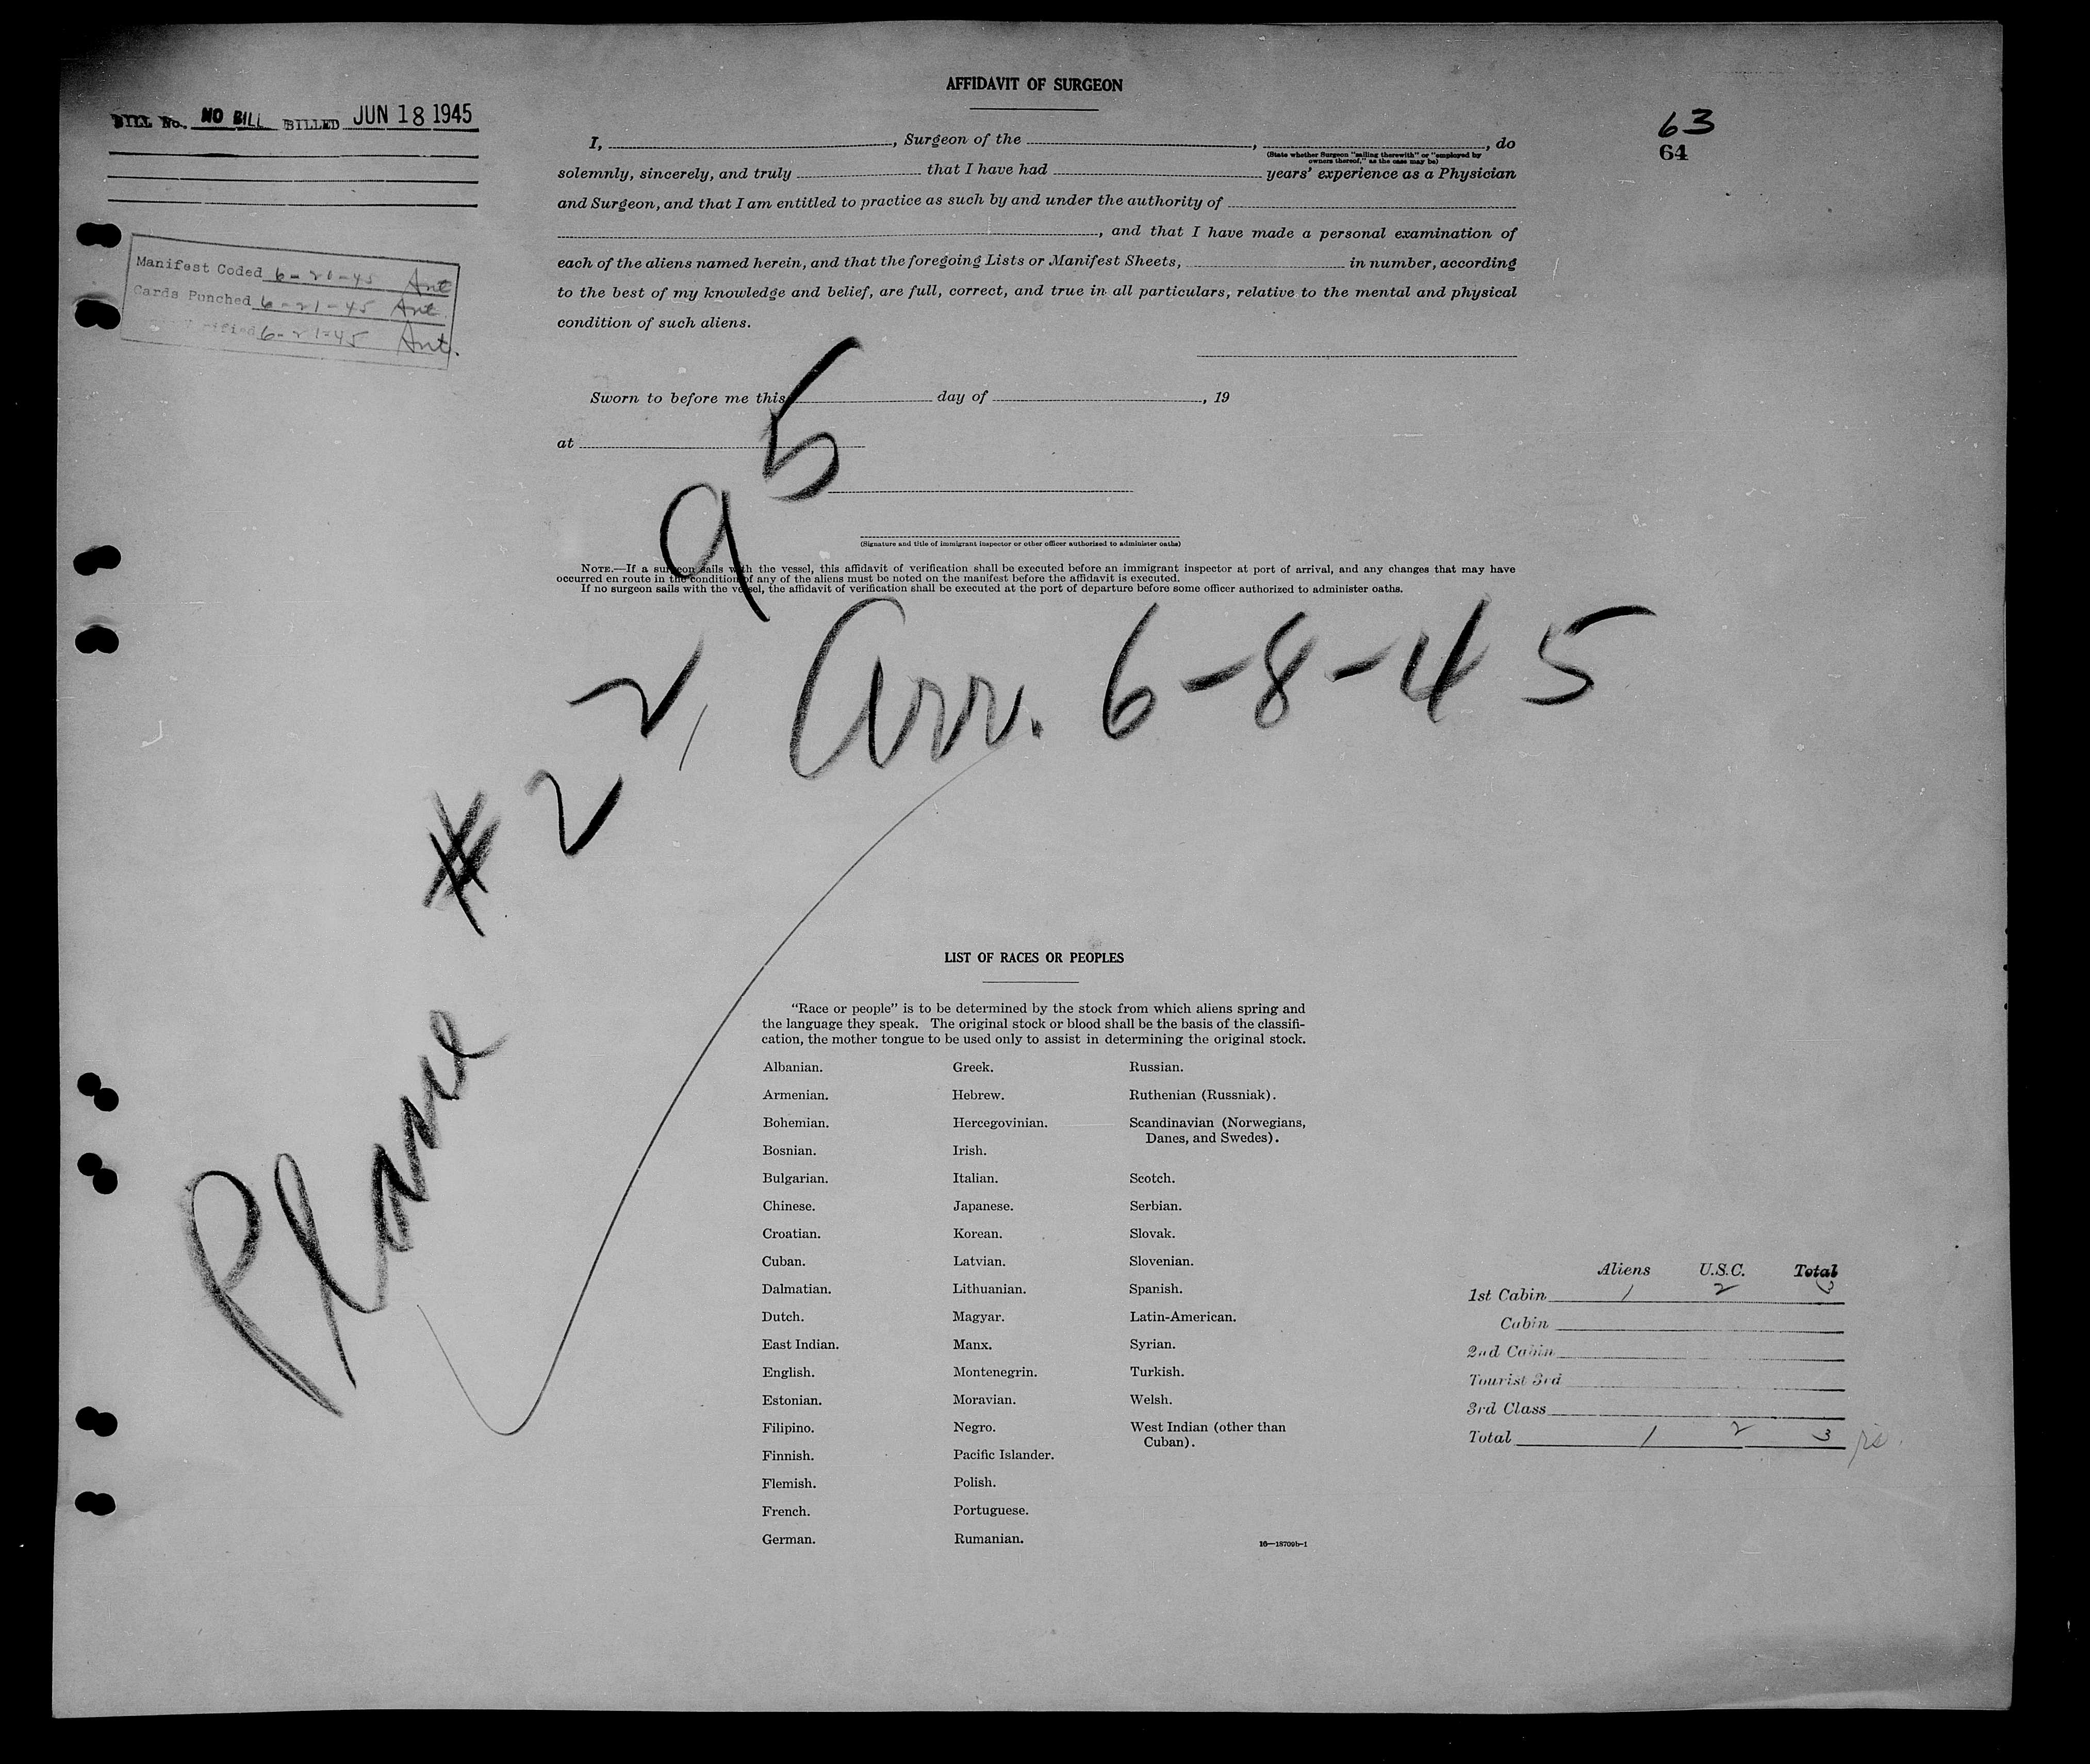 AFFIDAVIT OF SURGEON
BILL No. NO BILL BILLED JUN 18 1945
63
64
I, , Surgeon of the , , do
(State whether Surgeon "sailing therewith" or "employed by
owners thereof," as the case may be)
solemnly, sincerely, and truly that I have had years' experience as a Physician
and Surgeon, and that I am entitled to practice as such by and under the authority of
, and that I have made a personal examination of
each of the aliens named herein, and that the foregoing Lists or Manifest Sheets, in number, according
to the best of my knowledge and belief, are full, correct, and true in all particulars, relative to the mental and physical
condition of such aliens.
Manifest Coded 6-20-45 Ant
Cards Punched 6-21-45 Ant.
6-21-45 Ant.
Sworn to before me this day of , 19
at
(Signature and title of immigrant inspector or other officer authorized to administer oaths)
NOTE.—If a surgeon sails with the vessel, this affidavit of verification shall be executed before an immigrant inspector at port of arrival, and any changes that may have
occurred en route in the condition of any of the aliens must be noted on the manifest before the affidavit is executed.
If no surgeon sails with the vessel, the affidavit of verification shall be executed at the port of departure before some officer authorized to administer oaths.
Plane # 22,95
Arr. 6-8-45
LIST OF RACES OR PEOPLES
"Race or people" is to be determined by the stock from which aliens spring and
the language they speak. The original stock or blood shall be the basis of the classifi-
cation, the mother tongue to be used only to assist in determining the original stock.
Albanian.
Armenian.
Bohemian.
Bosnian.
Bulgarian.
Chinese.
Croatian.
Cuban.
Dalmatian.
Dutch.
East Indian.
English.
Estonian.
Filipino.
Finnish.
Flemish.
French.
German.
Greek.
Hebrew.
Hercegovinian.
Irish.
Italian.
Japanese.
Korean.
Latvian.
Lithuanian.
Magyar.
Manx.
Montenegrin.
Moravian.
Negro.
Pacific Islander.
Polish.
Portuguese.
Rumanian.
Russian.
Ruthenian (Russniak).
Scandinavian (Norwegians,
Danes, and Swedes).
Scotch.
Serbian.
Slovak.
Slovenian.
Spanish.
Latin-American.
Syrian.
Turkish.
Welsh.
West Indian (other than
Cuban).
16—18709b-1
Aliens U.S.C. Total
1st Cabin 1 2 3
Cabin
2nd Cabin
Tourist 3rd
3rd Class
Total 1 2 3